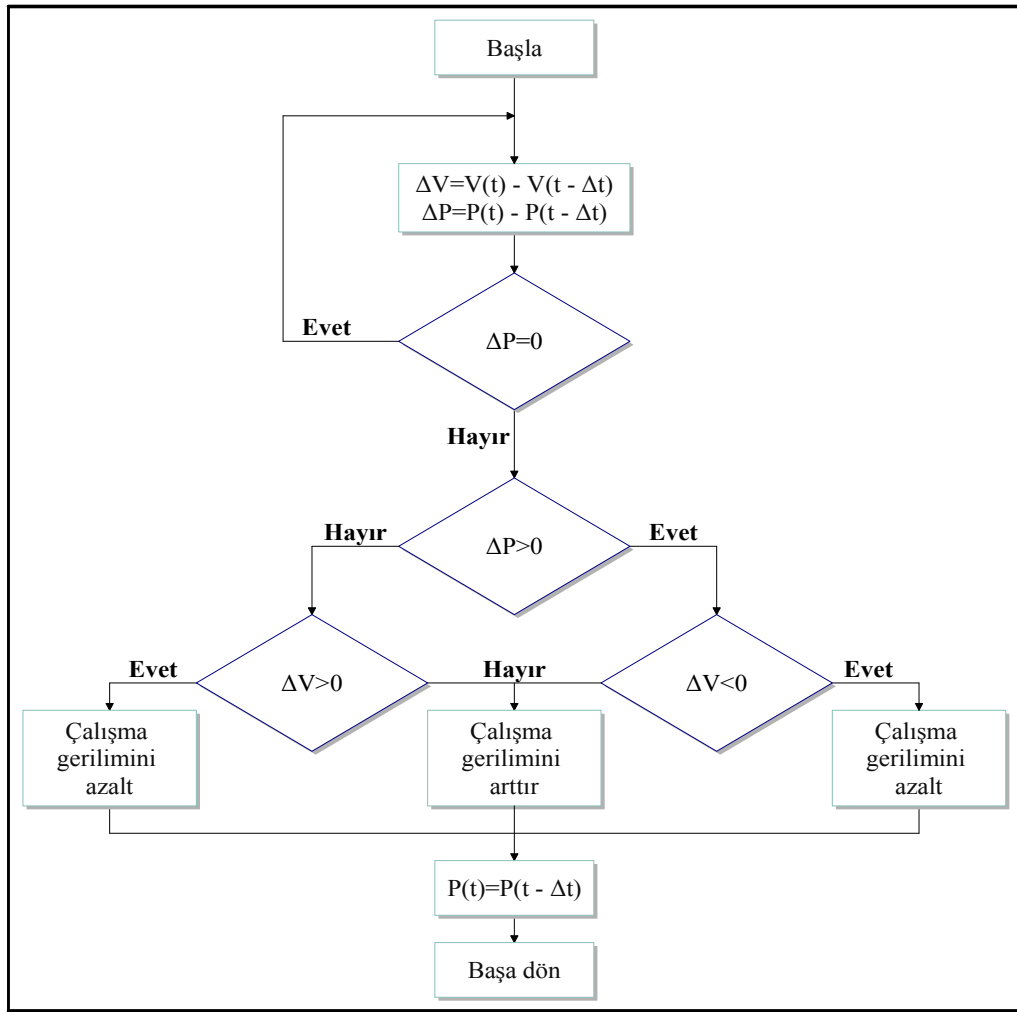 Başla
ΔV=V(t) - V(t - Δt)
ΔP=P(t) - P(t - Δt)
Evet
ΔP=0
Hayır
Hayır
ΔP>0
Evet
Evet
ΔV>0
Hayır
ΔV<0
Evet
Çalışma
gerilimini
azalt
Çalışma
gerilimini
arttır
Çalışma
gerilimini
azalt
P(t)=P(t - Δt)
Başa dön